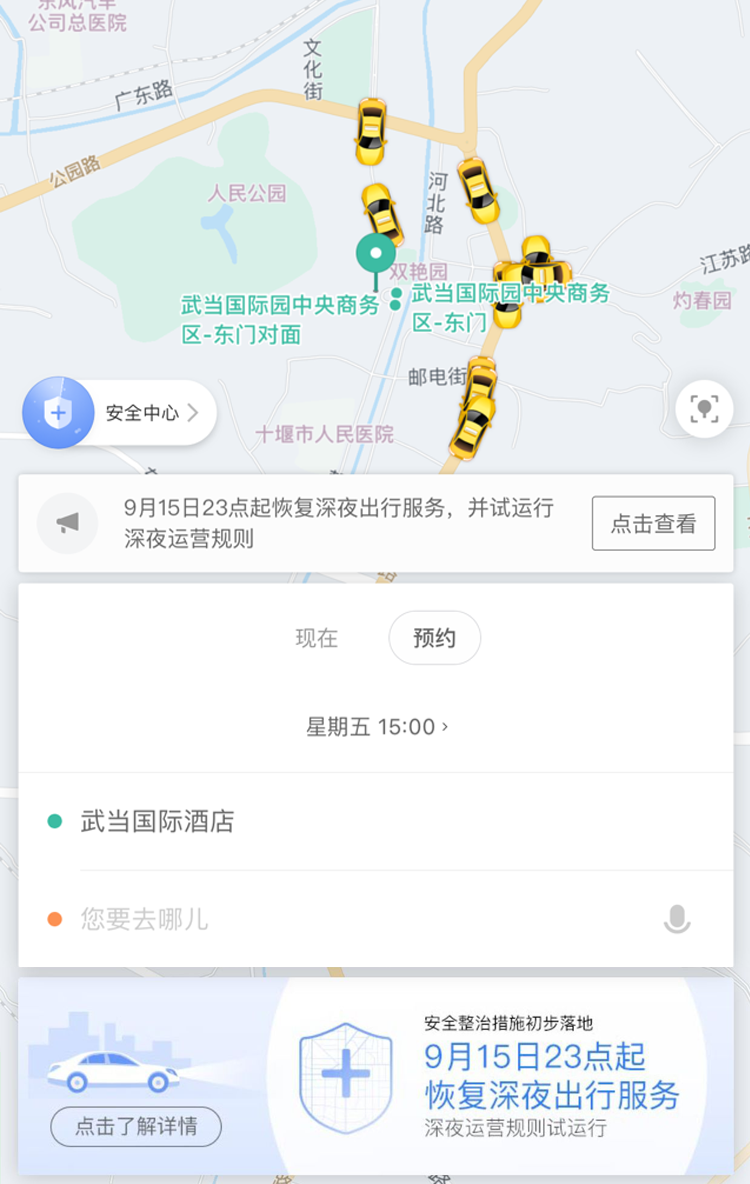 东风汽车
公司总医院
文化街
广东路
公园路
人民公园
河北路
双艳园
江苏路
灼春园
武当国际园中央商务
区-东门对面
武当国际园中央商务
区-东门
邮电街
安全中心
十堰市人民医院
9月15日23点起恢复深夜出行服务，并试运行
深夜运营规则
点击查看
现在
预约
星期五 15:00 ›
武当国际酒店
您要去哪儿
安全整治措施初步落地
9月15日23点起
恢复深夜出行服务
深夜运营规则试运行
点击了解详情